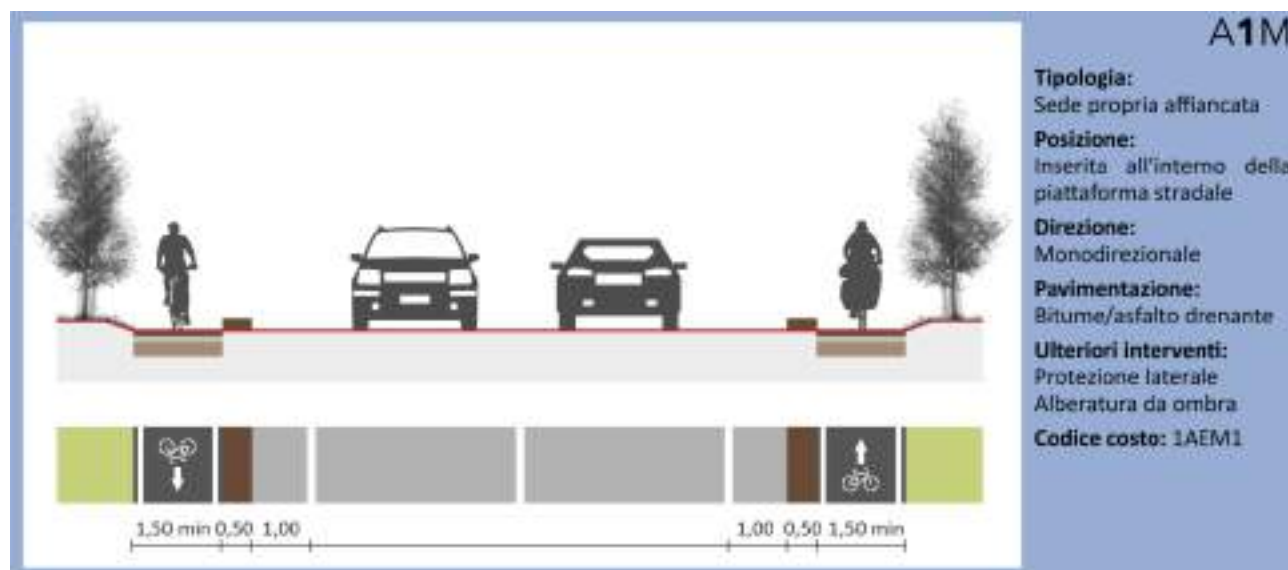 A1M
Tipologia:
Sede propria affiancata
Posizione:
Inserita all'interno della
piattaforma stradale
Direzione:
Monodirezionale
Pavimentazione:
Bitume/asfalto drenante
Ulteriori interventi:
Protezione laterale
Alberatura da ombra
Codice costo: 1AEM1
1,50 min 0,50 1,00 1,00 0,50 1,50 min